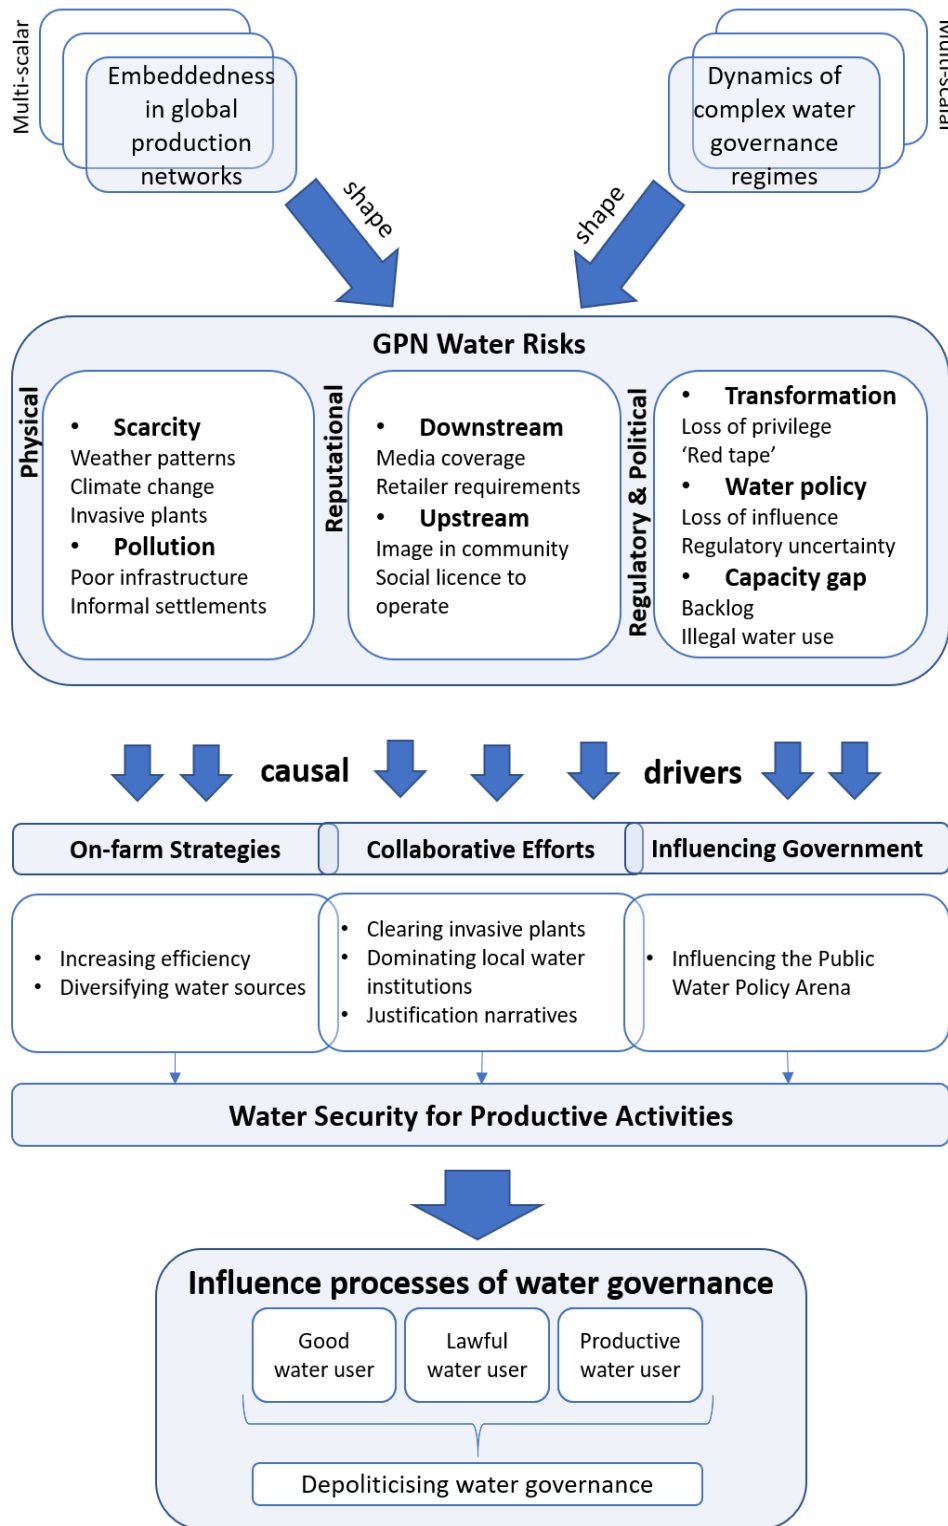 Multi-scalar
Embeddedness
in global
production
networks
Multi-scalar
Dynamics of
complex water
governance
regimes
shape
shape
GPN Water Risks
Physical
• Scarcity
Weather patterns
Climate change
Invasive plants
• Pollution
Poor infrastructure
Informal settlements
Reputational
• Downstream
Media coverage
Retailer requirements
• Upstream
Image in community
Social licence to
operate
Regulatory & Political
• Transformation
Loss of privilege
‘Red tape’
• Water policy
Loss of influence
Regulatory uncertainty
• Capacity gap
Backlog
Illegal water use
causal drivers
On-farm Strategies
Collaborative Efforts
Influencing Government
• Increasing efficiency
• Diversifying water sources
• Clearing invasive plants
• Dominating local water
institutions
• Justification narratives
• Influencing the Public
Water Policy Arena
Water Security for Productive Activities
Influence processes of water governance
Good
water user
Lawful
water user
Productive
water user
Depoliticising water governance